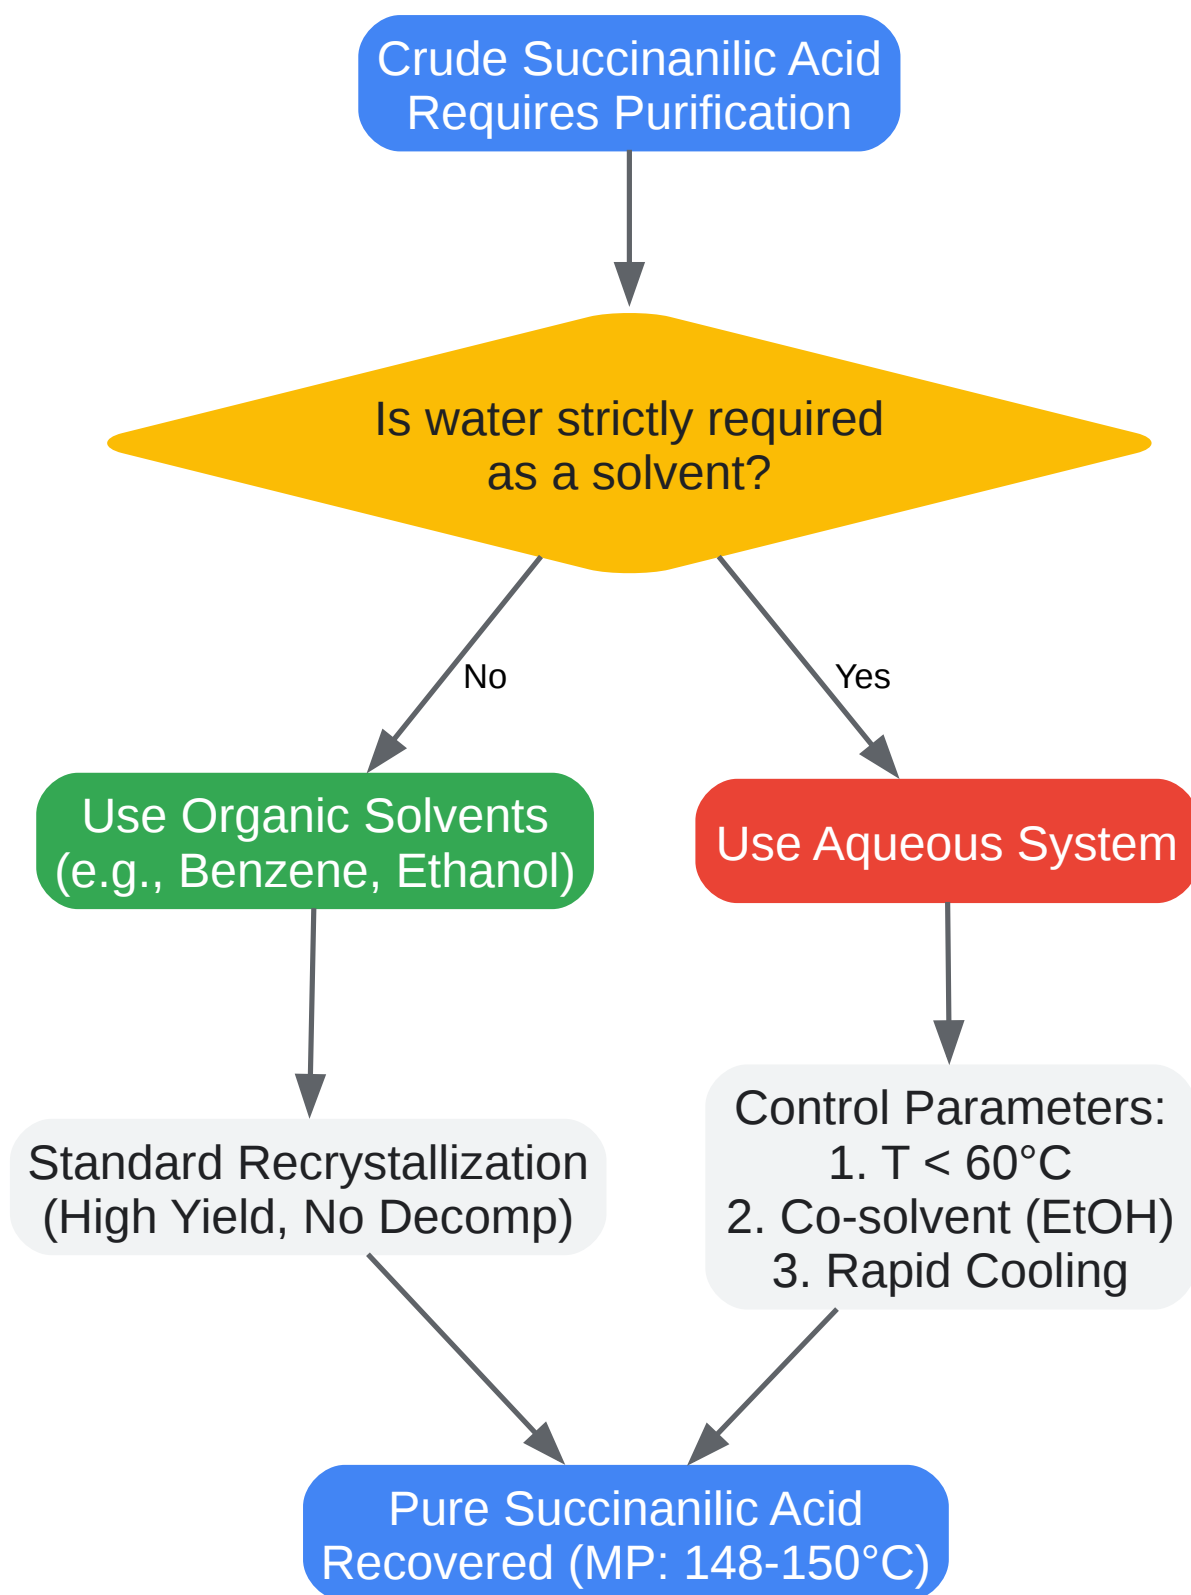 Crude Succinanilic Acid
Requires Purification
Is water strictly required
as a solvent?
No
Yes
Use Organic Solvents
(e.g., Benzene, Ethanol)
Use Aqueous System
Standard Recrystallization
(High Yield, No Decomp)
Control Parameters:
1. T < 60°C
2. Co-solvent (EtOH)
3. Rapid Cooling
Pure Succinanilic Acid
Recovered (MP: 148-150°C)